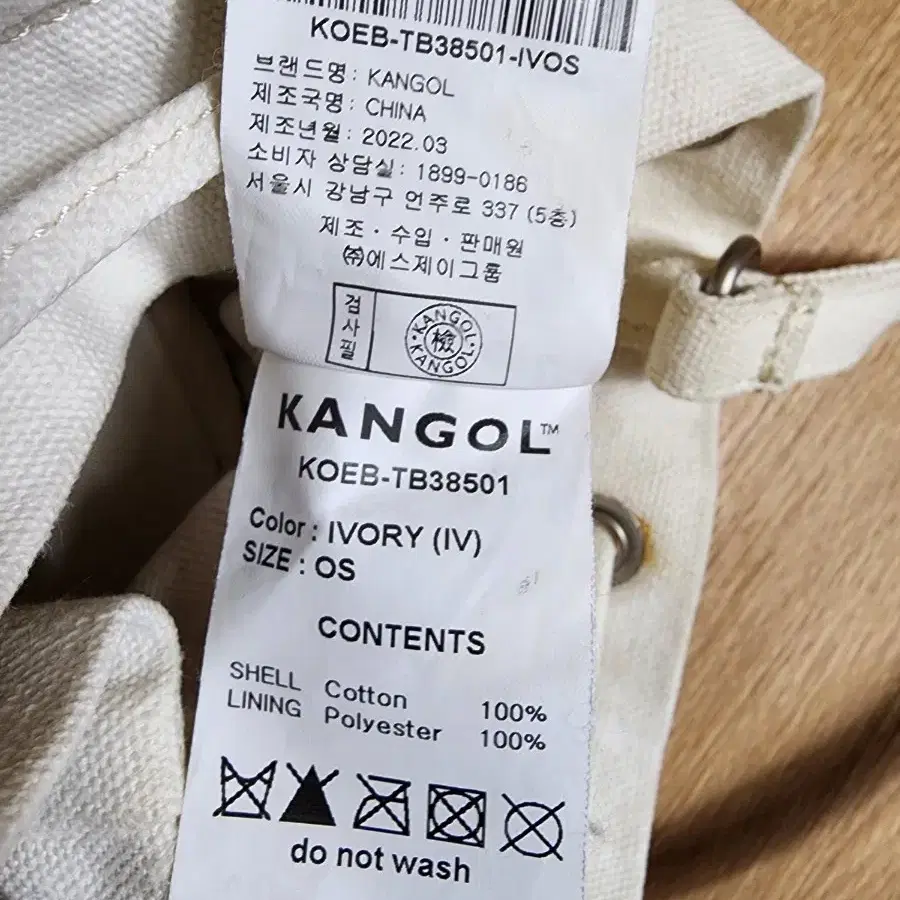 KOEB-TB38501-IVOS
브랜드명: KANGOL
제조국명: CHINA
제조년월: 2022.03
소비자 상담실: 1899-0186
서울시 강남구 언주로 337 (5층)
제조 · 수입 · 판매원
㈜에스제이그룹
검사필
KANGOL · 檢 · KANGOL
KANGOL™
KOEB-TB38501
Color : IVORY (IV)
SIZE : OS
CONTENTS
SHELL Cotton 100%
LINING Polyester 100%
do not wash